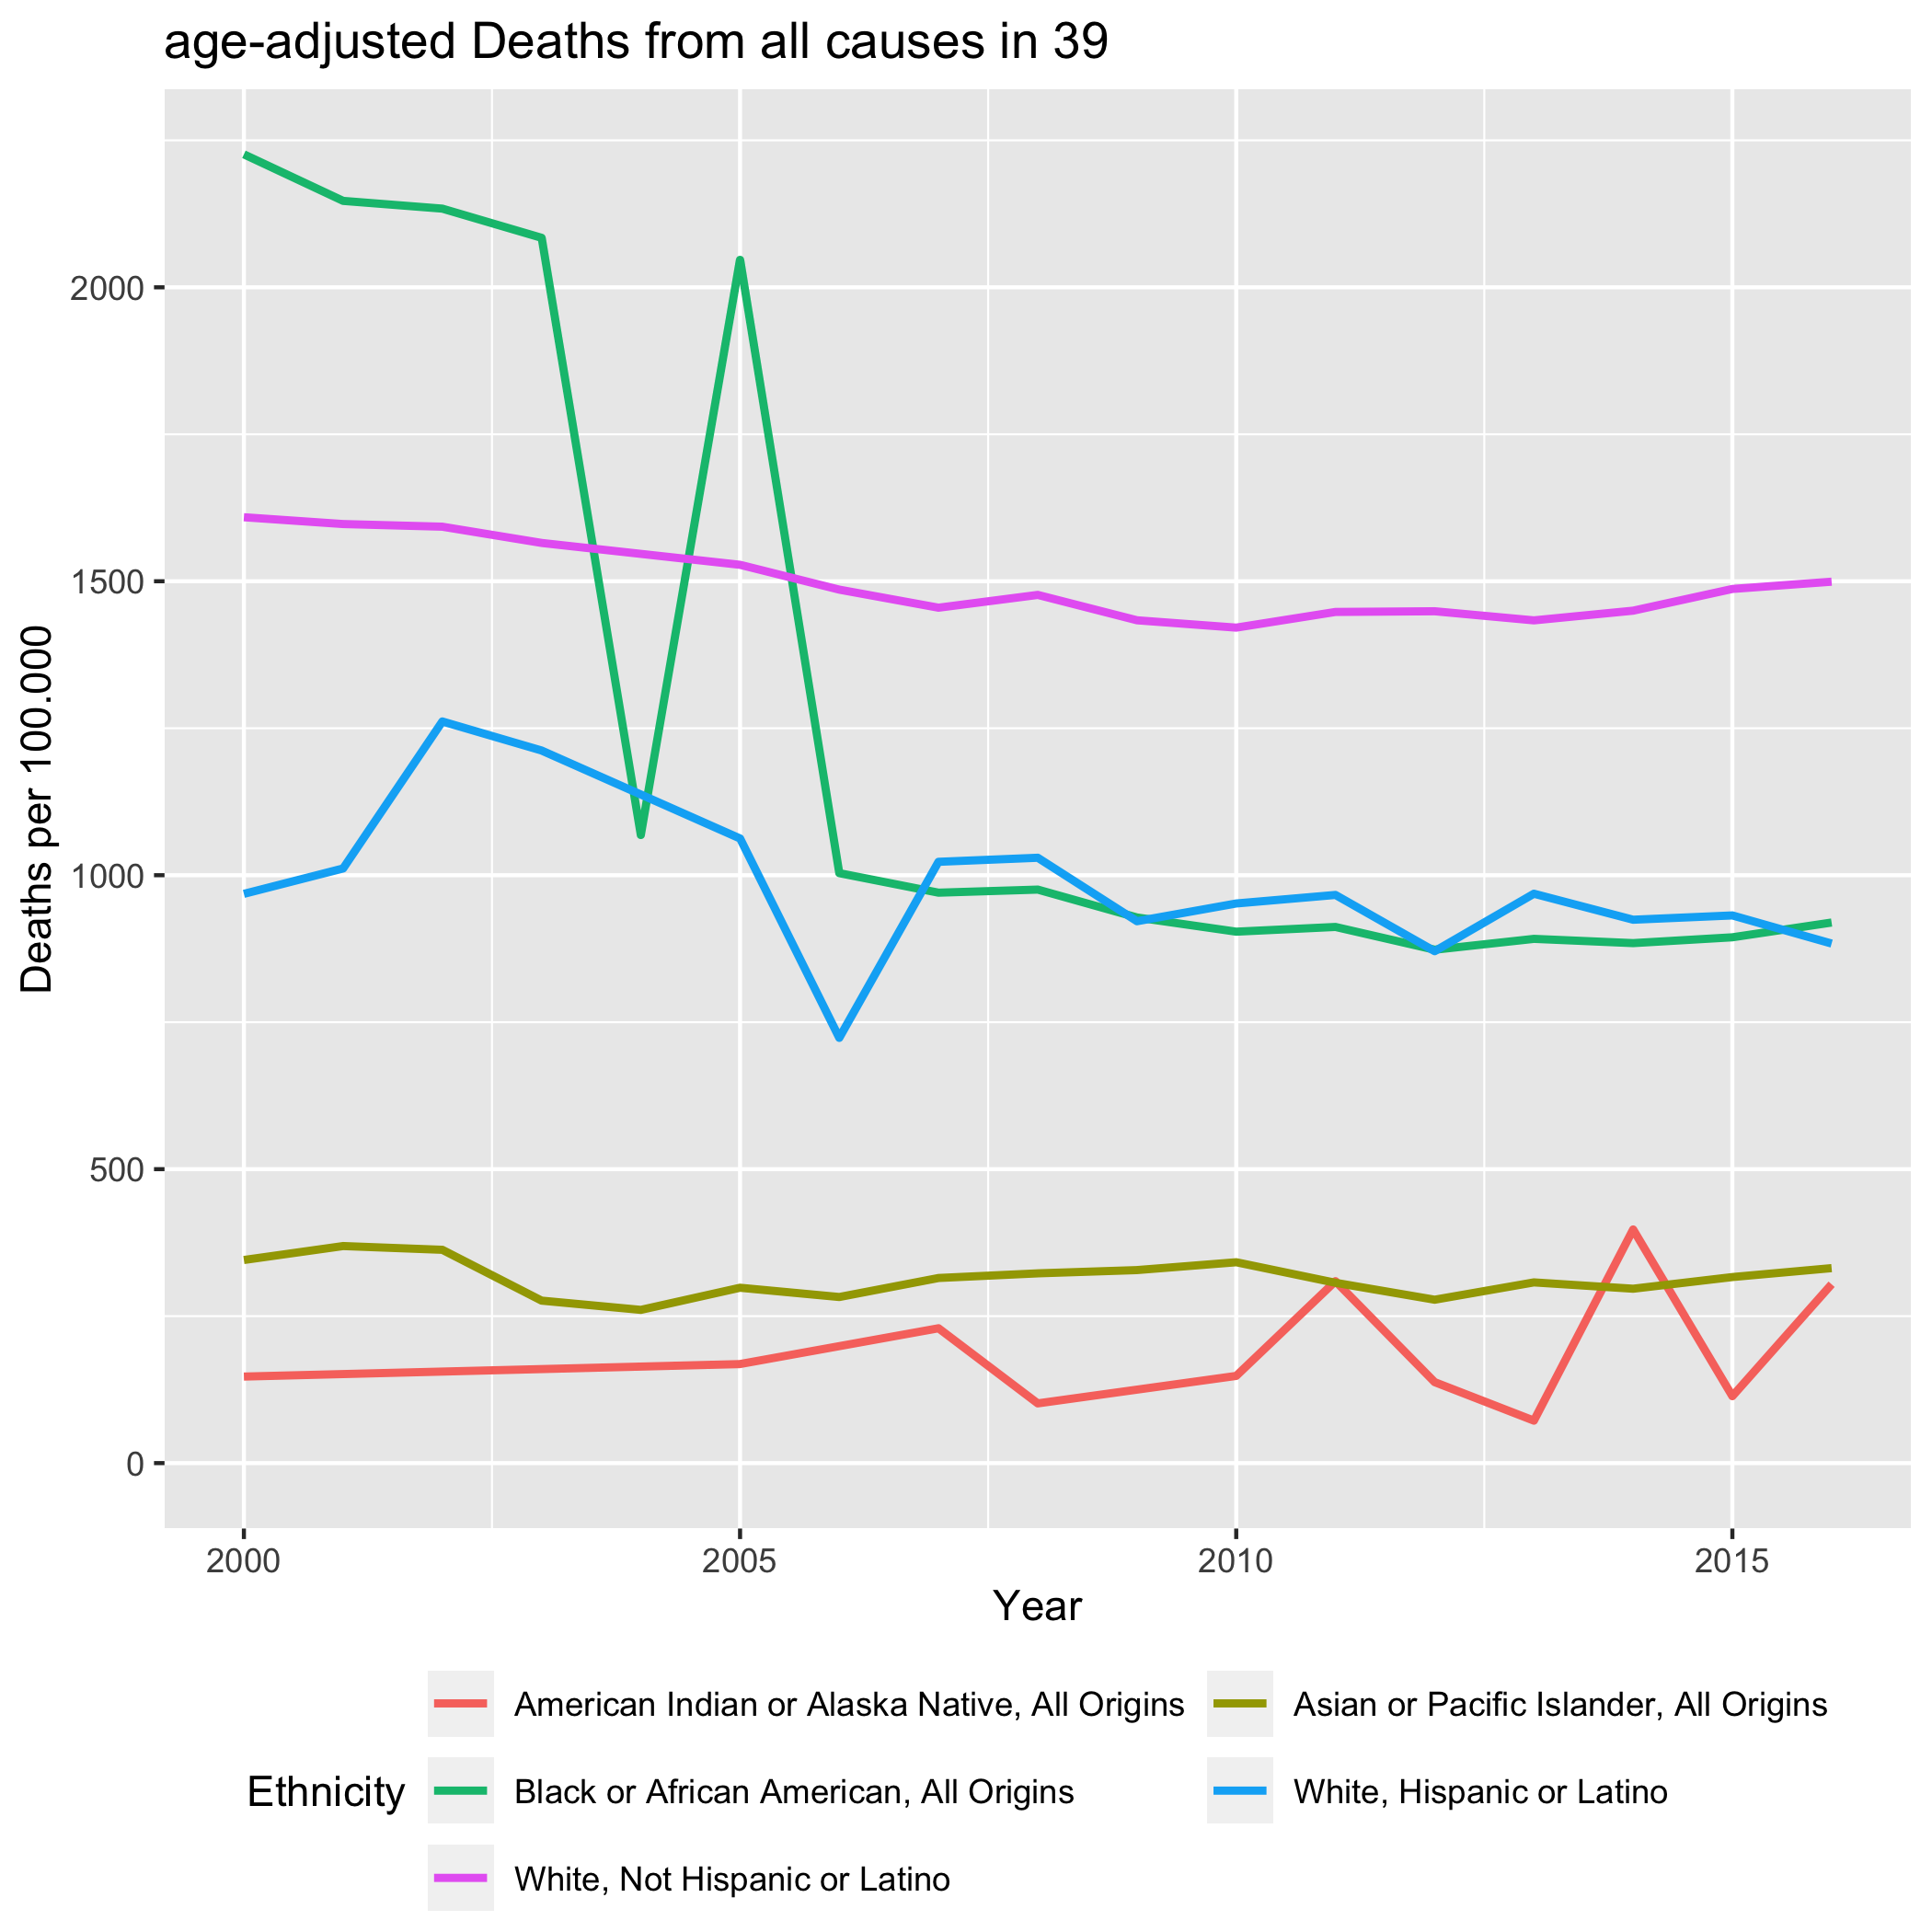 age-adjusted Deaths from all causes in 39
Deaths per 100.000
2000
1500
1000
500
0
2000 2005 2010 2015
Year
Ethnicity
American Indian or Alaska Native, All Origins
Asian or Pacific Islander, All Origins
Black or African American, All Origins
White, Hispanic or Latino
White, Not Hispanic or Latino